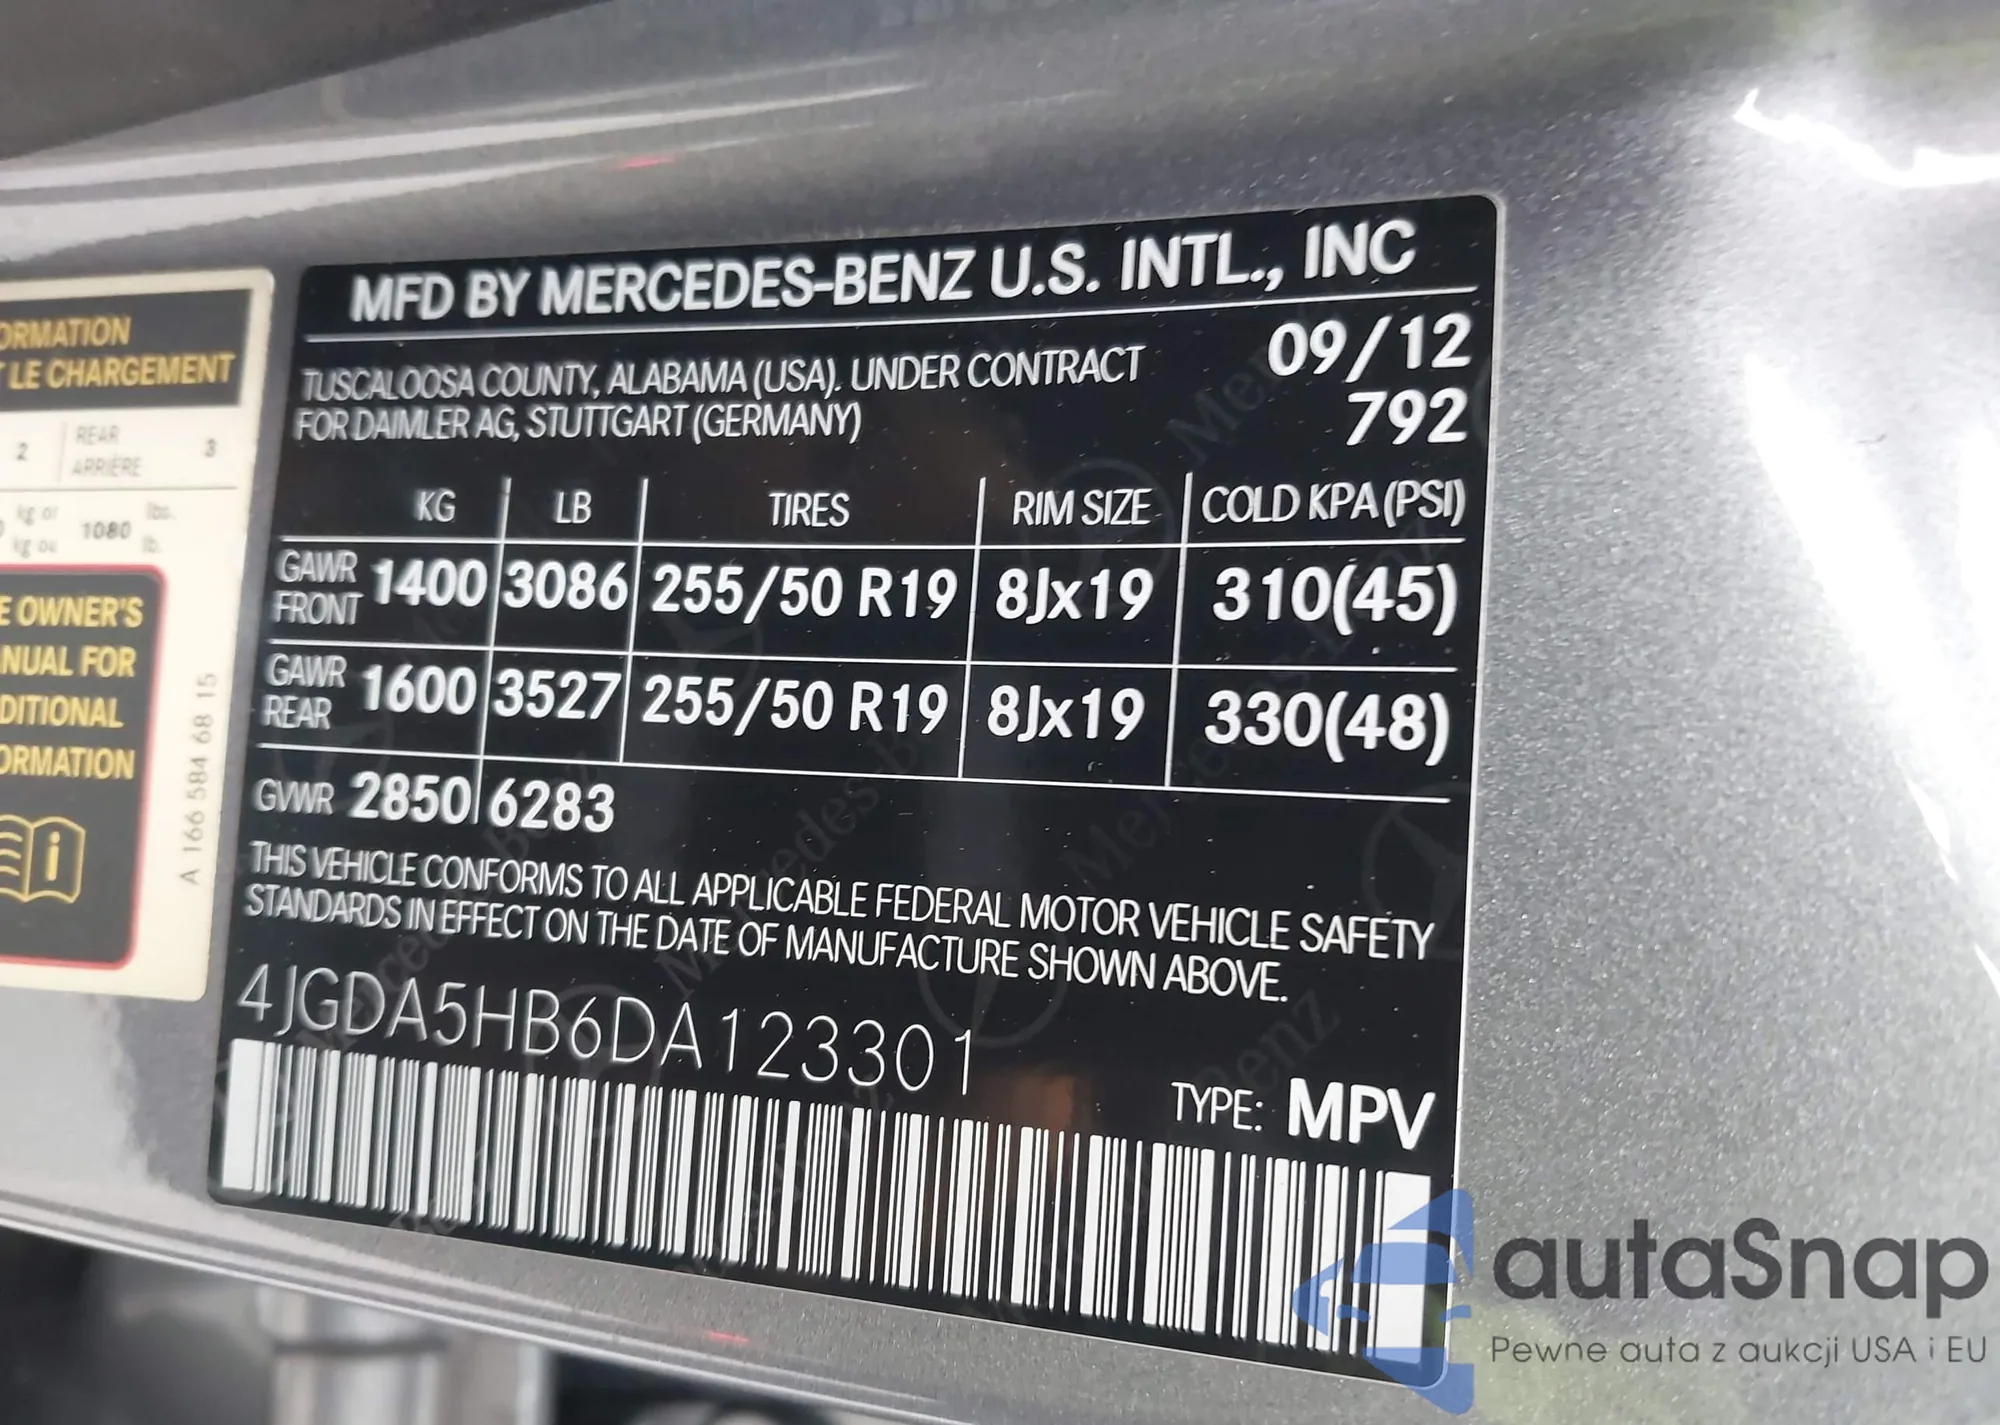 ORMATION
LE CHARGEMENT
2 REAR 3
ARRIÈRE
kg or 1080 lbs.
kg ou lb.
E OWNER'S
NUAL FOR
DITIONAL
ORMATION
A 166 584 68 15
MFD BY MERCEDES-BENZ U.S. INTL., INC
TUSCALOOSA COUNTY, ALABAMA (USA). UNDER CONTRACT
FOR DAIMLER AG, STUTTGART (GERMANY)
09/12
792
KG LB TIRES RIM SIZE COLD KPA (PSI)
GAWR FRONT 1400 3086 255/50 R19 8Jx19 310(45)
GAWR REAR 1600 3527 255/50 R19 8Jx19 330(48)
GVWR 2850 6283
THIS VEHICLE CONFORMS TO ALL APPLICABLE FEDERAL MOTOR VEHICLE SAFETY
STANDARDS IN EFFECT ON THE DATE OF MANUFACTURE SHOWN ABOVE.
4JGDA5HB6DA123301
TYPE: MPV
autaSnap
Pewne auta z aukcji USA i EU